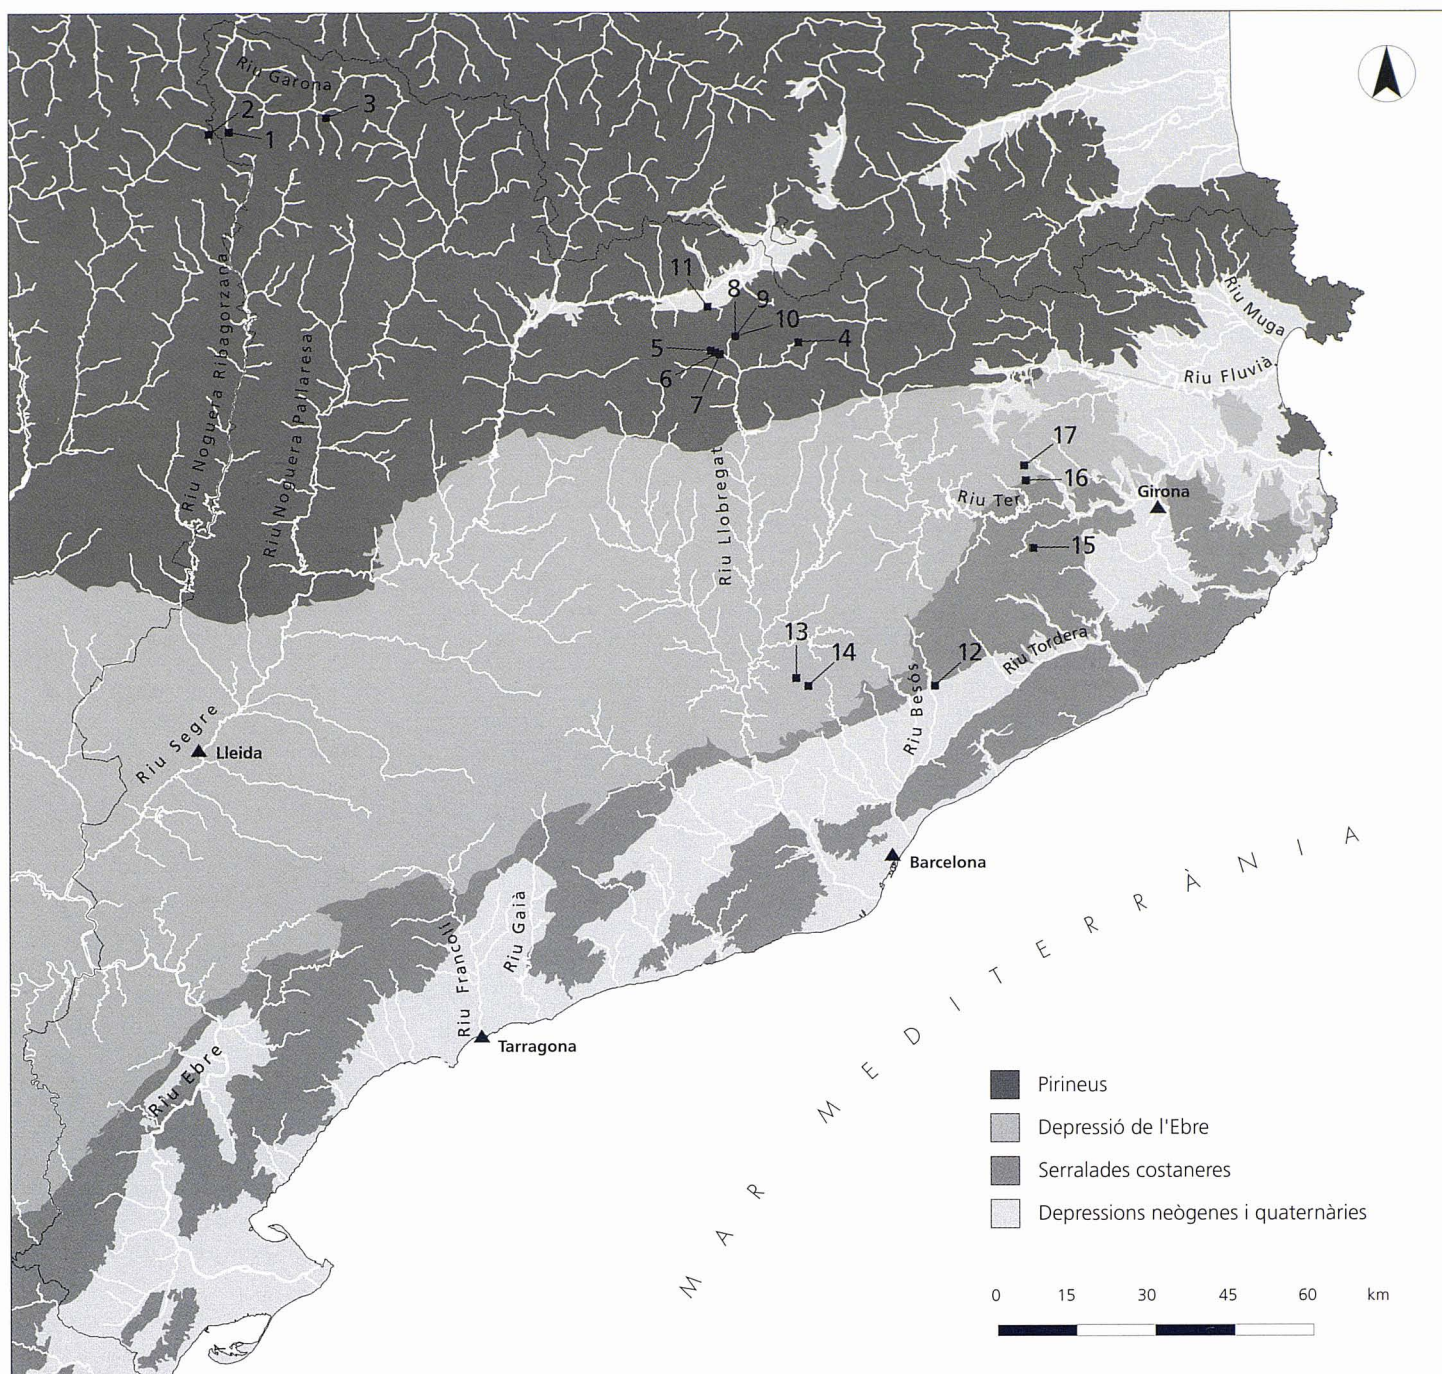 Riu Garona
2
3
1
11
8
9
10
5
4
6
7
Riu Noguera Ribagorzana
Riu Noguera Pallaresa
Riu Muga
Riu Fluvià
17
16
Riu Ter
Girona
15
Riu Llobregat
13
14
12
Riu Tordera
Riu Besòs
Riu Segre
Lleida
Barcelona
Riu Francolí
Riu Gaià
Tarragona
Riu Ebre
MAR MEDITERRÀNIA
Pirineus
Depressió de l'Ebre
Serralades costaneres
Depressions neògenes i quaternàries
0 15 30 45 60 km